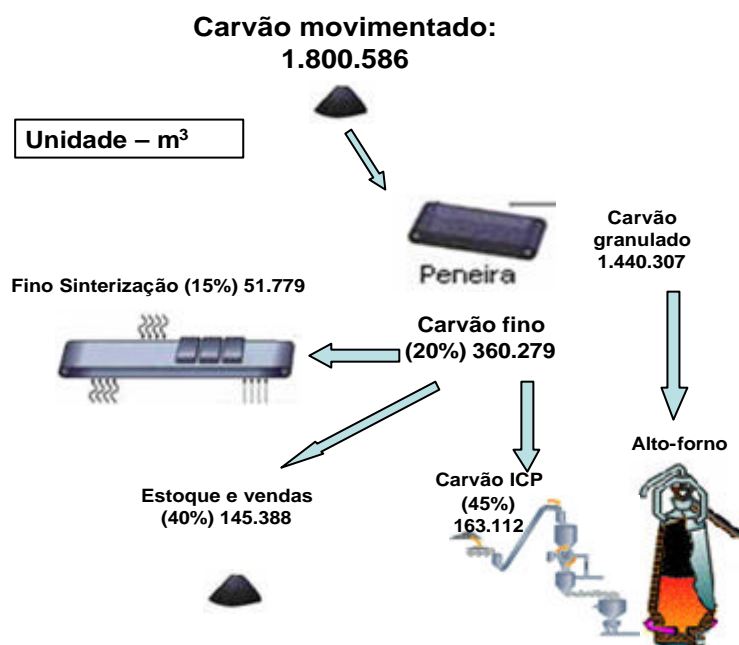 Carvão movimentado:
1.800.586
Unidade – m³
Peneira
Carvão
granulado
1.440.307
Fino Sinterização (15%) 51.779
Carvão fino
(20%) 360.279
Alto-forno
Estoque e vendas
(40%) 145.388
Carvão ICP
(45%)
163.112